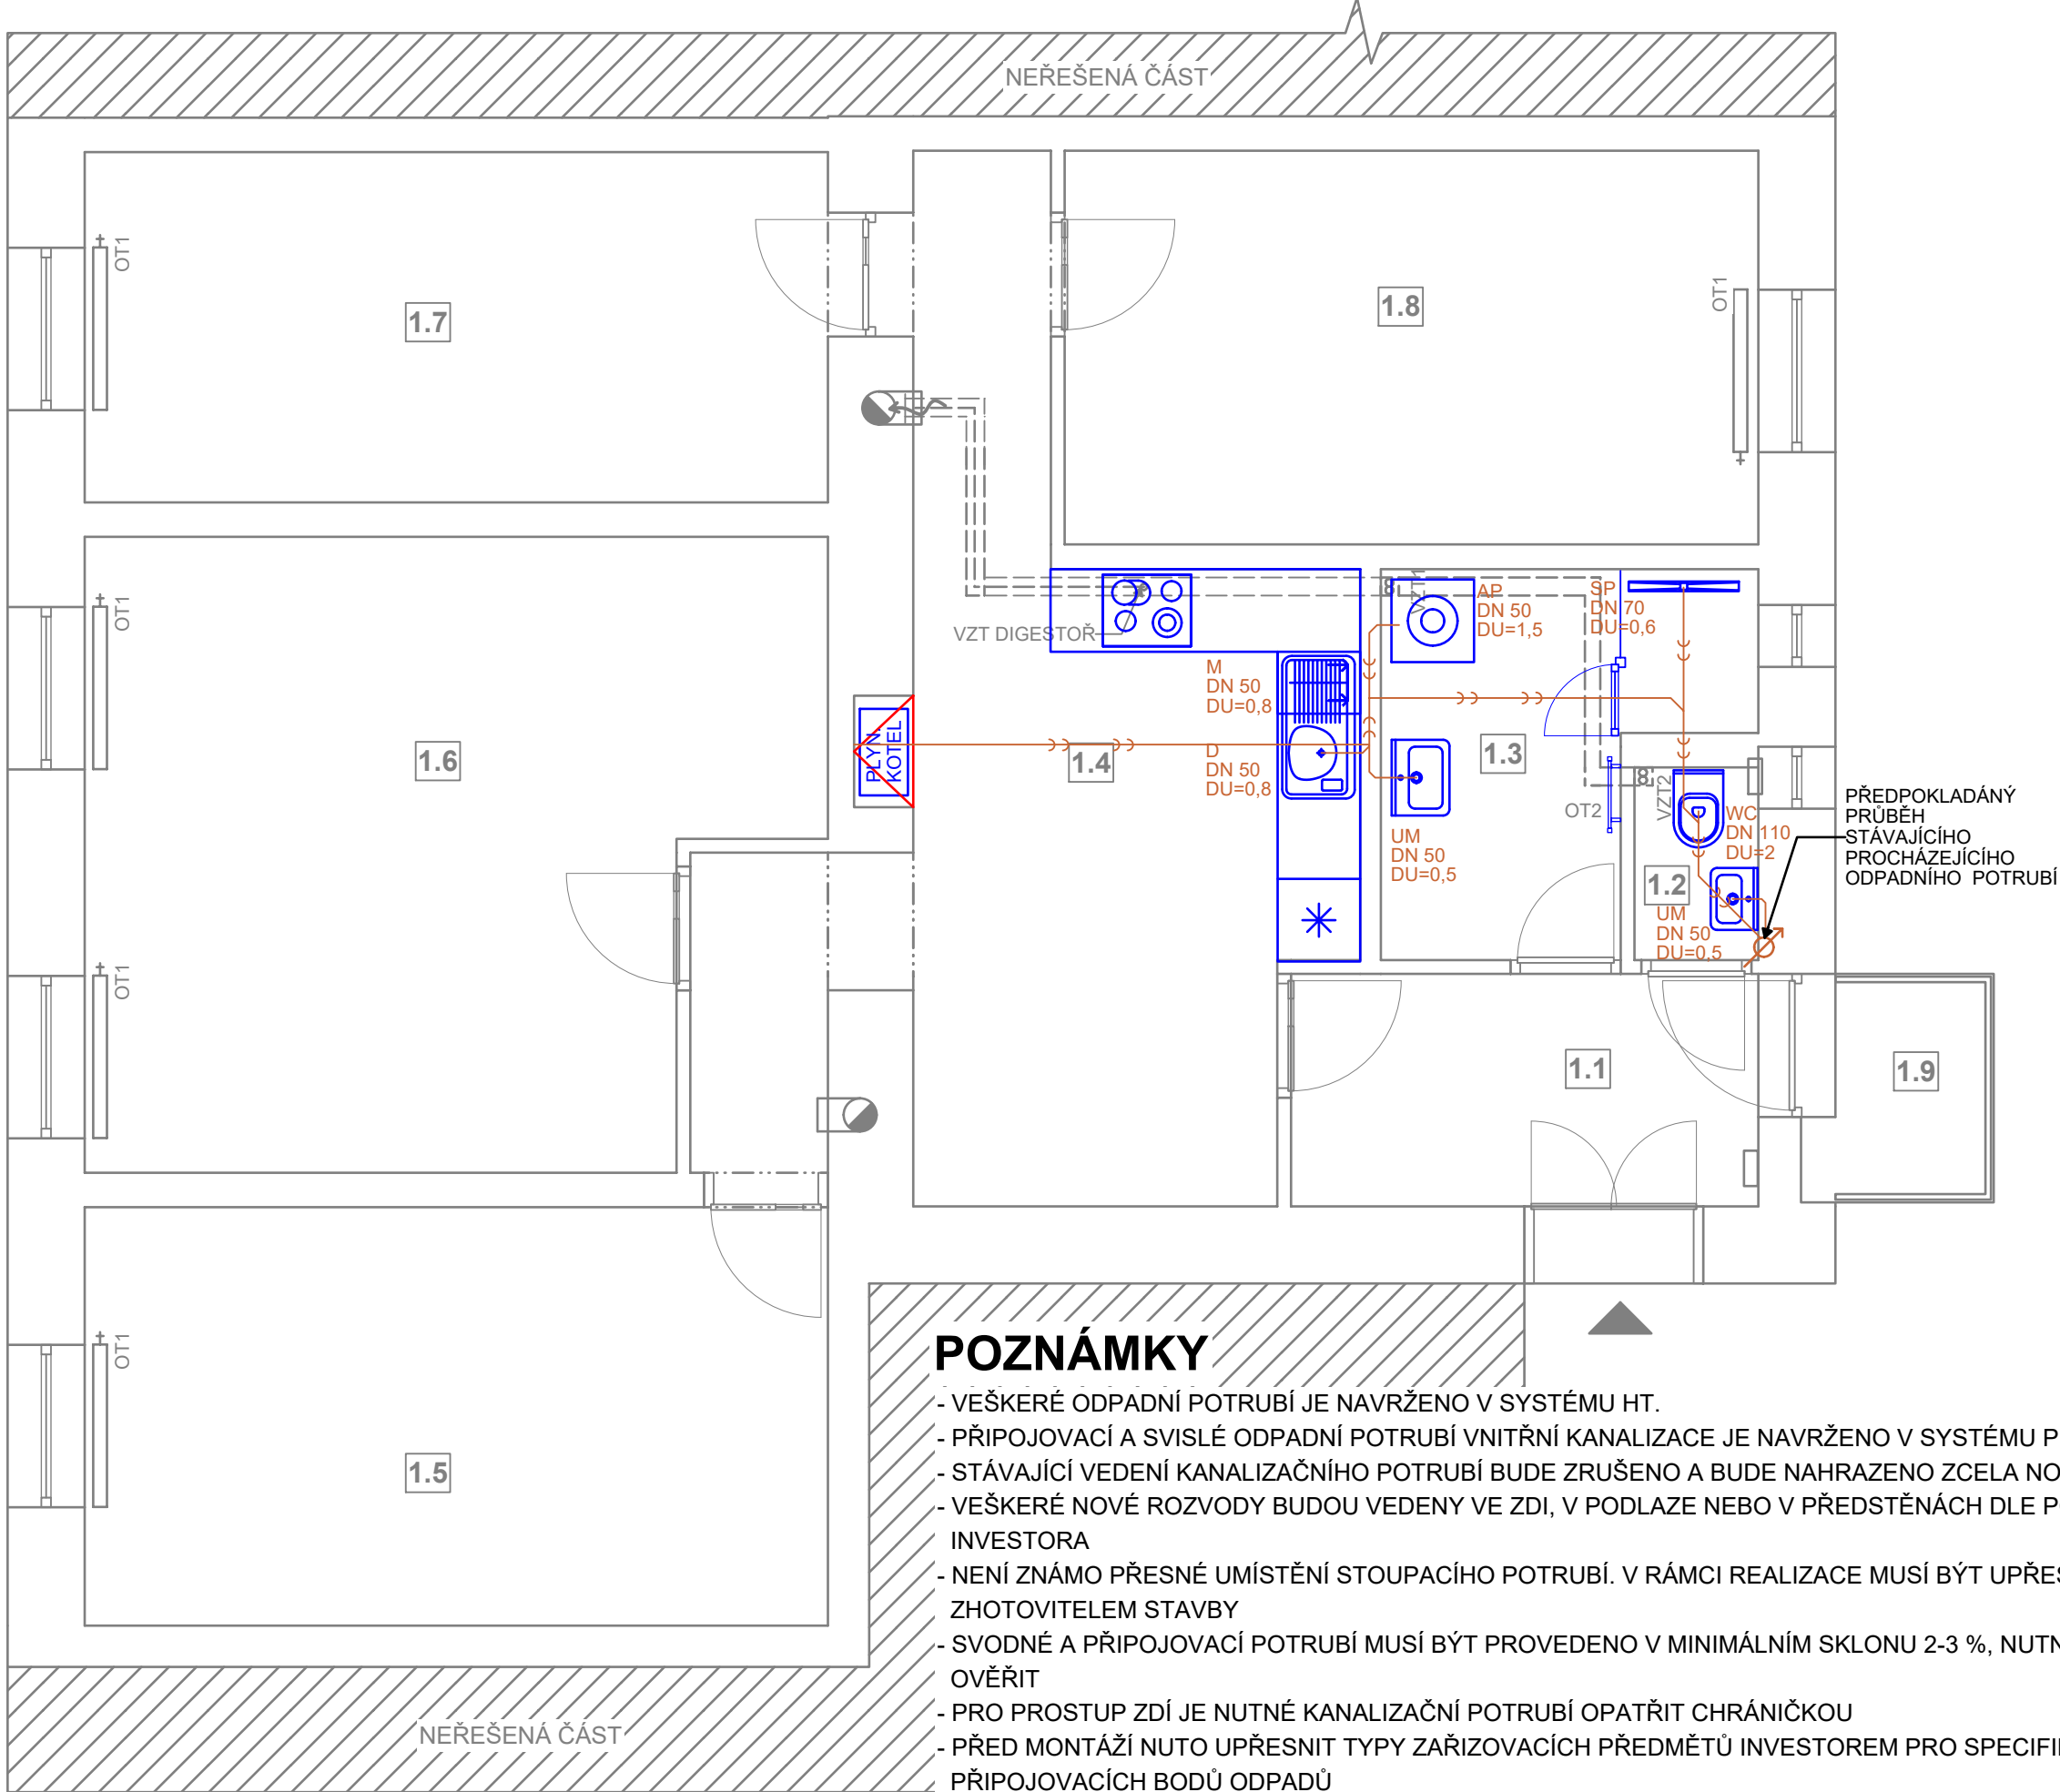 NEŘEŠENÁ ČÁST
OT1
1.7
1.8
OT1
OT1
VZT DIGESTOŘ
VZT1
AP
DN 50
DU=1,5
SP
DN 70
DU=0,6
M
DN 50
DU=0,8
D
DN 50
DU=0,8
PLYN.
KOTEL
1.6
1.4
1.3
OT2
VZT2
UM
DN 50
DU=0,5
WC
DN 110
DU=2
1.2
UM
DN 50
DU=0,5
PŘEDPOKLADÁNÝ
PRŮBĚH
STÁVAJÍCÍHO
PROCHÁZEJÍCÍHO
ODPADNÍHO POTRUBÍ
OT1
1.1
1.9
OT1
1.5
POZNÁMKY
- VEŠKERÉ ODPADNÍ POTRUBÍ JE NAVRŽENO V SYSTÉMU HT.
- PŘIPOJOVACÍ A SVISLÉ ODPADNÍ POTRUBÍ VNITŘNÍ KANALIZACE JE NAVRŽENO V SYSTÉMU P
- STÁVAJÍCÍ VEDENÍ KANALIZAČNÍHO POTRUBÍ BUDE ZRUŠENO A BUDE NAHRAZENO ZCELA NO
- VEŠKERÉ NOVÉ ROZVODY BUDOU VEDENY VE ZDI, V PODLAZE NEBO V PŘEDSTĚNÁCH DLE P
INVESTORA
- NENÍ ZNÁMO PŘESNÉ UMÍSTĚNÍ STOUPACÍHO POTRUBÍ. V RÁMCI REALIZACE MUSÍ BÝT UPŘES
ZHOTOVITELEM STAVBY
- SVODNÉ A PŘIPOJOVACÍ POTRUBÍ MUSÍ BÝT PROVEDENO V MINIMÁLNÍM SKLONU 2-3 %, NUTN
OVĚŘIT
- PRO PROSTUP ZDÍ JE NUTNÉ KANALIZAČNÍ POTRUBÍ OPATŘIT CHRÁNIČKOU
- PŘED MONTÁŽÍ NUTO UPŘESNIT TYPY ZAŘIZOVACÍCH PŘEDMĚTŮ INVESTOREM PRO SPECIFI
PŘIPOJOVACÍCH BODŮ ODPADŮ
NEŘEŠENÁ ČÁST